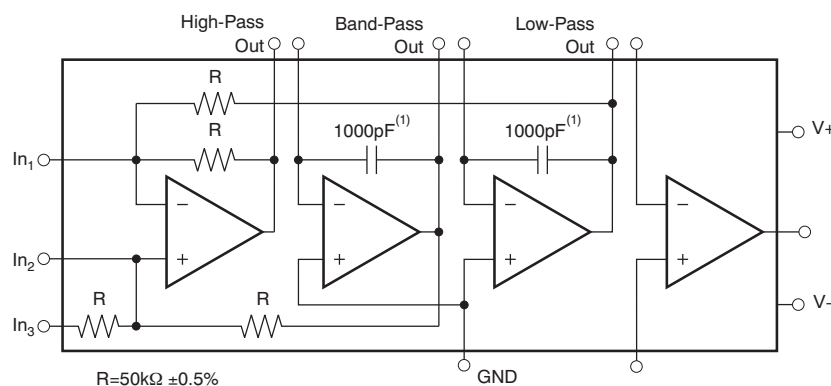 High-Pass
Out
Band-Pass
Out
Low-Pass
Out
R
R
1000pF(1)
1000pF(1)
V+
In1
In2
R
R
In3
V–
GND
R=50kΩ ±0.5%